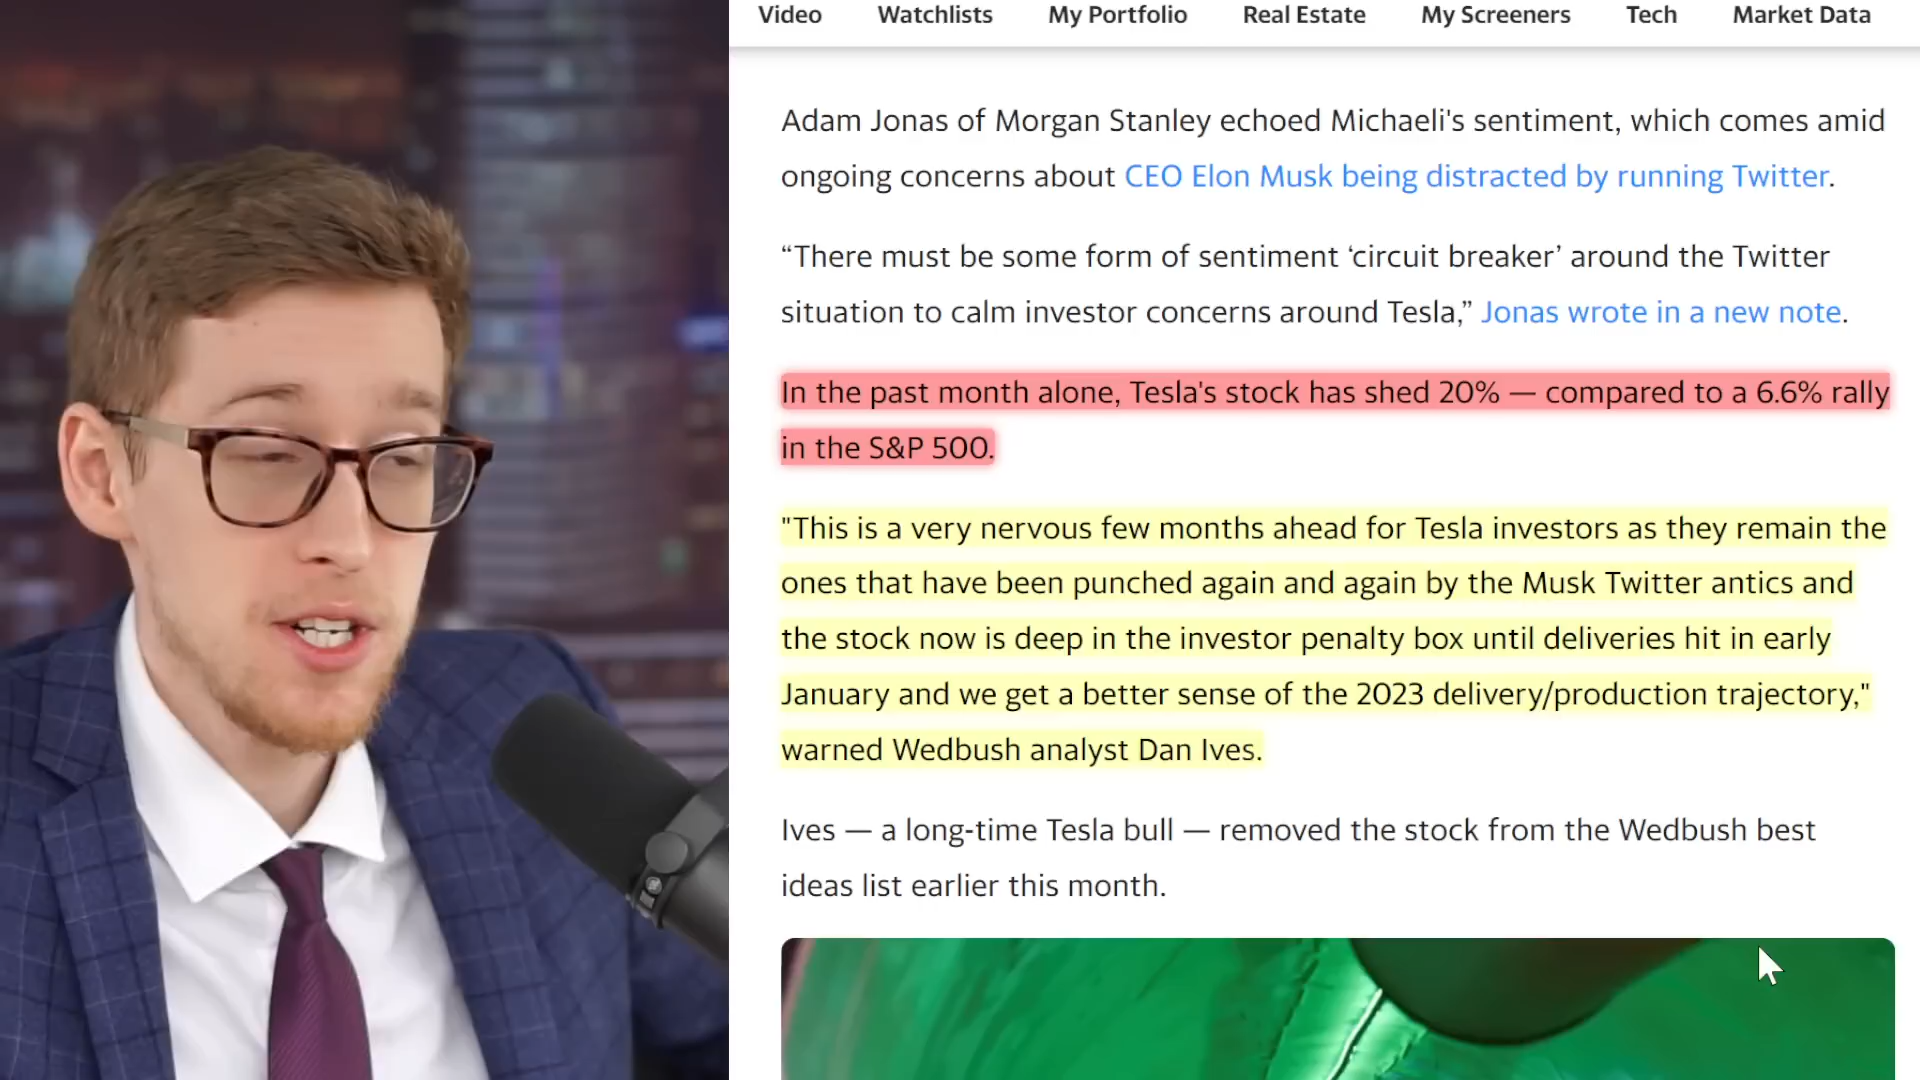 Video Watchlists My Portfolio Real Estate My Screeners Tech Market Data
Adam Jonas of Morgan Stanley echoed Michaeli's sentiment, which comes amid
ongoing concerns about CEO Elon Musk being distracted by running Twitter.
“There must be some form of sentiment ‘circuit breaker’ around the Twitter
situation to calm investor concerns around Tesla,” Jonas wrote in a new note.
In the past month alone, Tesla's stock has shed 20% — compared to a 6.6% rally
in the S&P 500.
"This is a very nervous few months ahead for Tesla investors as they remain the
ones that have been punched again and again by the Musk Twitter antics and
the stock now is deep in the investor penalty box until deliveries hit in early
January and we get a better sense of the 2023 delivery/production trajectory,"
warned Wedbush analyst Dan Ives.
Ives — a long-time Tesla bull — removed the stock from the Wedbush best
ideas list earlier this month.